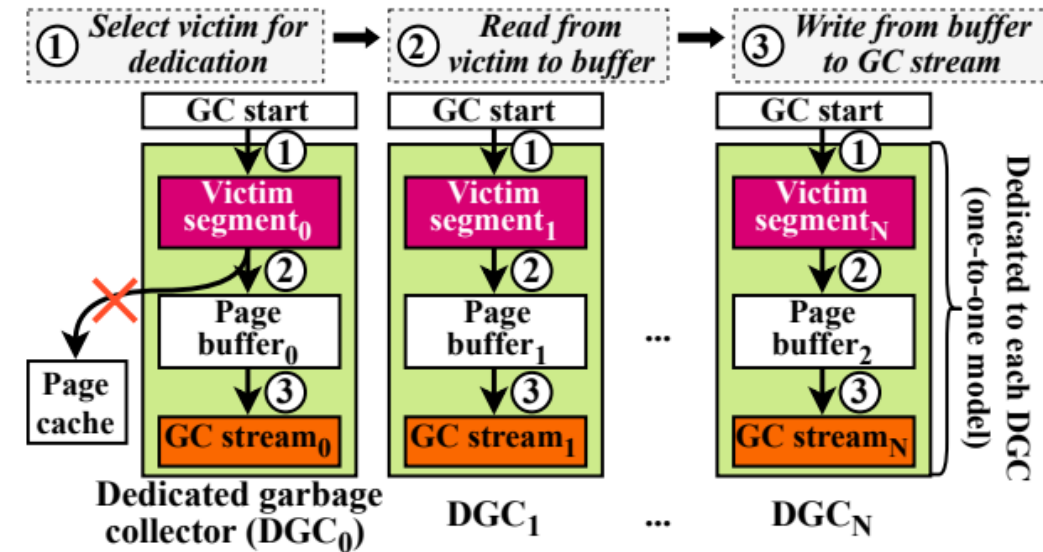 ① Select victim for
dedication
② Read from
victim to buffer
③ Write from buffer
to GC stream
GC start
①
Victim
segment0
②
Page
buffer0
③
GC stream0
Page
cache
Dedicated garbage
collector (DGC0)
GC start
①
Victim
segment1
②
Page
buffer1
③
GC stream1
DGC1
...
...
GC start
①
Victim
segmentN
②
Page
buffer2
③
GC streamN
DGCN
Dedicated to each DGC
(one-to-one model)